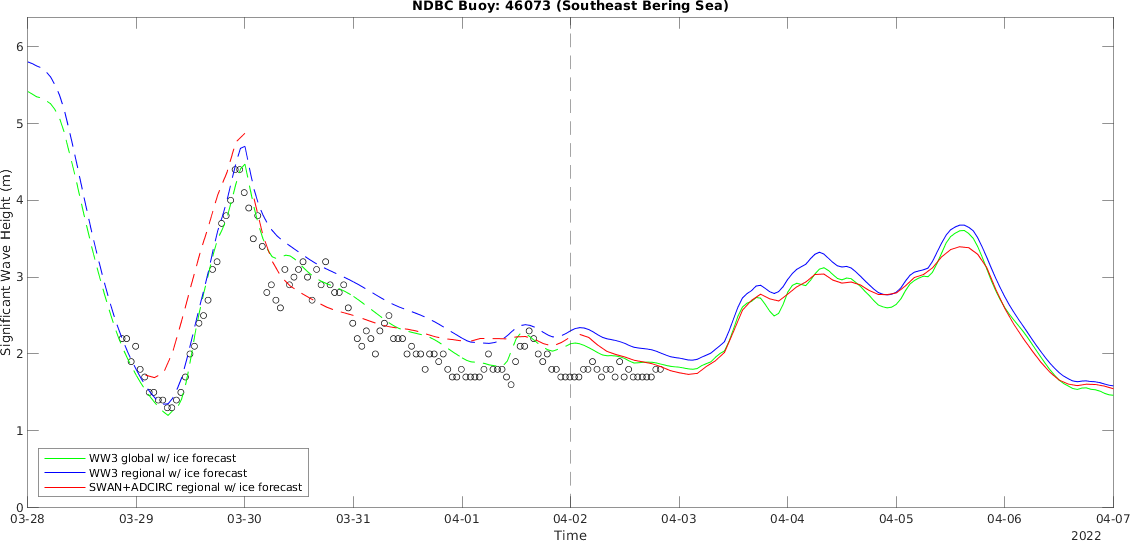 NDBC Buoy: 46073 (Southeast Bering Sea)
Significant Wave Height (m)
6
5
4
3
2
1
0
WW3 global w/ ice forecast
WW3 regional w/ ice forecast
SWAN+ADCIRC regional w/ ice forecast
03-28 03-29 03-30 03-31 04-01 04-02 04-03 04-04 04-05 04-06 04-07
Time 2022